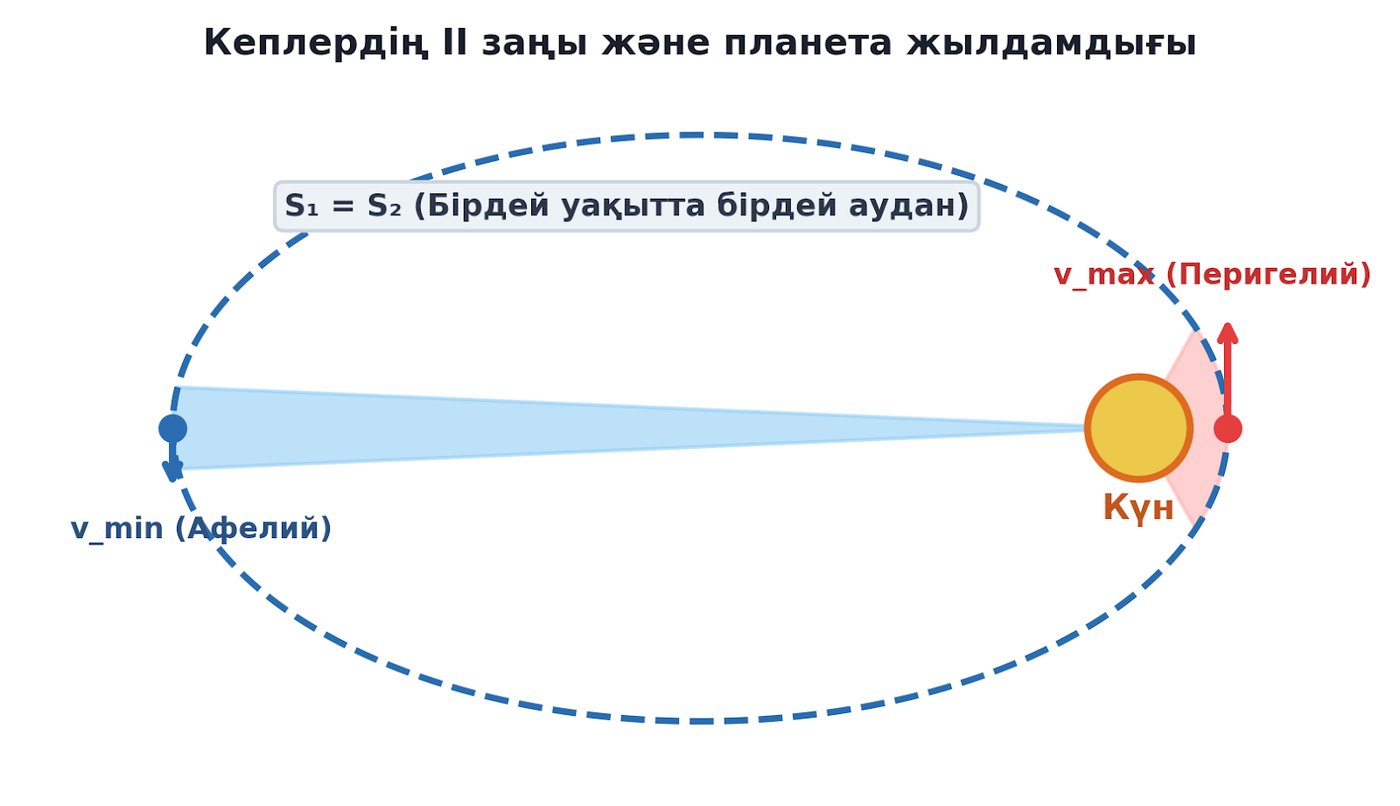 Кеплердің II заңы және планета жылдамдығы
S₁ = S₂ (Бірдей уақытта бірдей аудан)
v_max (Перигелий)
Күн
v_min (Афелий)